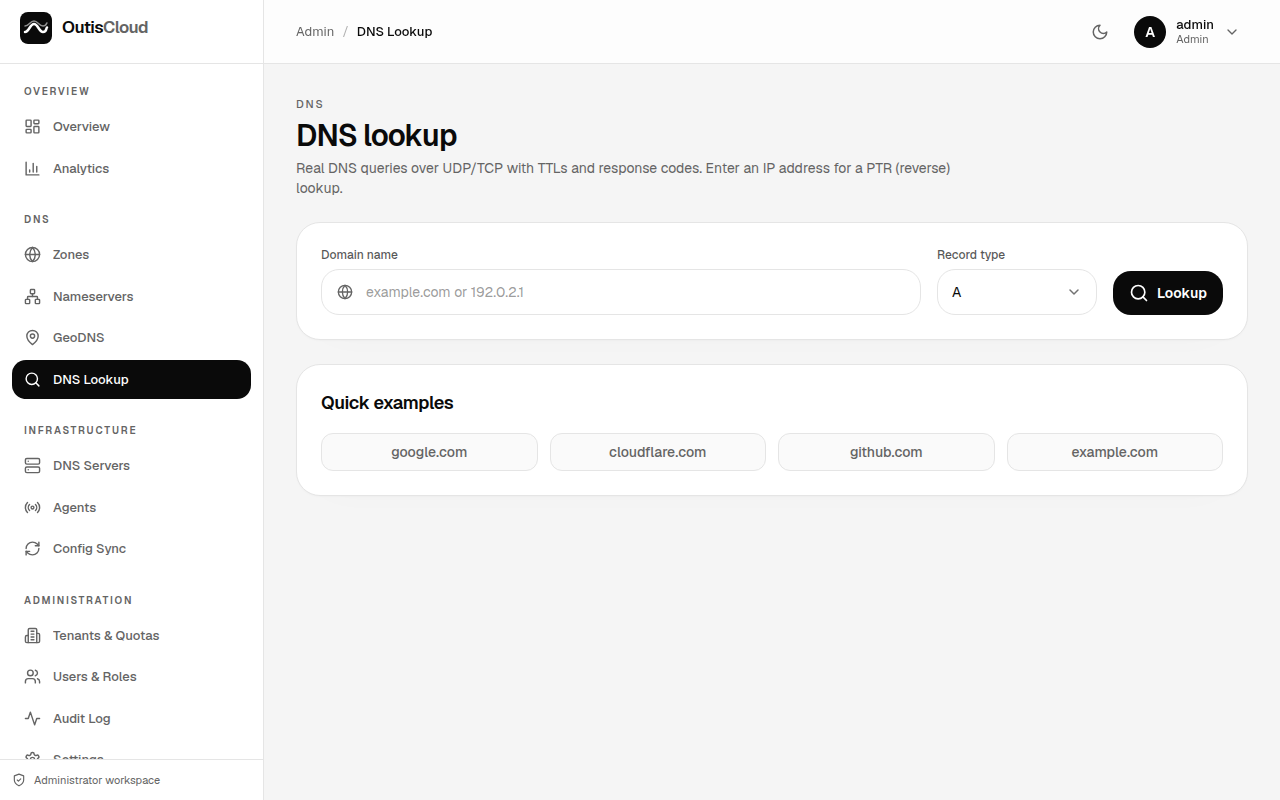 OutisCloud
Admin / DNS Lookup
A
admin
Admin
OVERVIEW
Overview
Analytics
DNS
Zones
Nameservers
GeoDNS
DNS Lookup
INFRASTRUCTURE
DNS Servers
Agents
Config Sync
ADMINISTRATION
Tenants & Quotas
Users & Roles
Audit Log
Settings
Administrator workspace
DNS
DNS lookup
Real DNS queries over UDP/TCP with TTLs and response codes. Enter an IP address for a PTR (reverse)
lookup.
Domain name
example.com or 192.0.2.1
Record type
A
Lookup
Quick examples
google.com
cloudflare.com
github.com
example.com